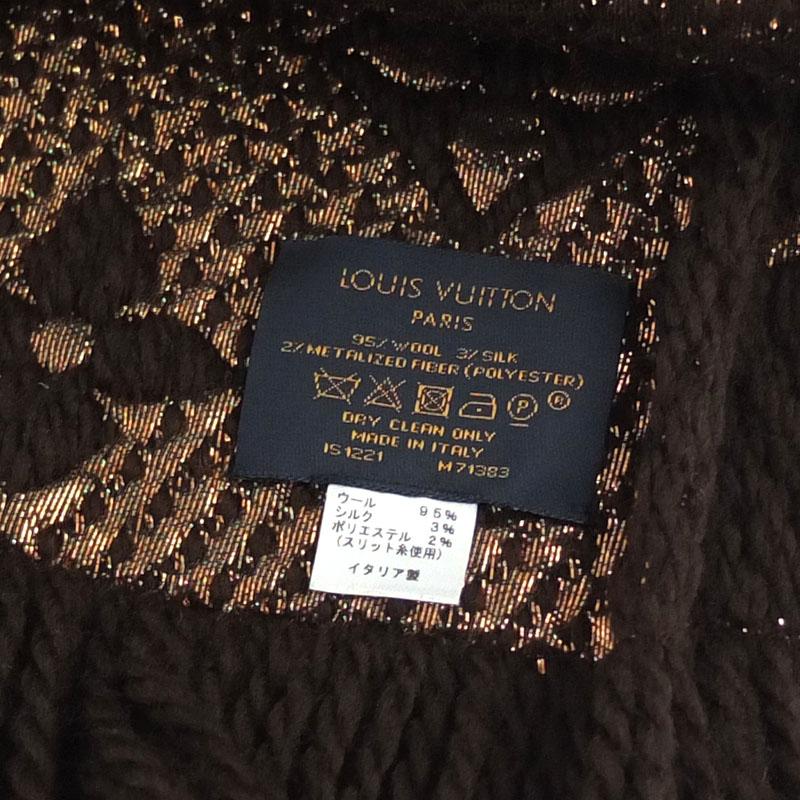 LOUIS VUITTON
PARIS
95% WOOL 3% SILK
2% METALIZED FIBER (POLYESTER)
P R
DRY CLEAN ONLY
MADE IN ITALY
IS1221 M71383
ウール 95%
シルク 3%
ポリエステル 2%
(スリット糸使用)
イタリア製